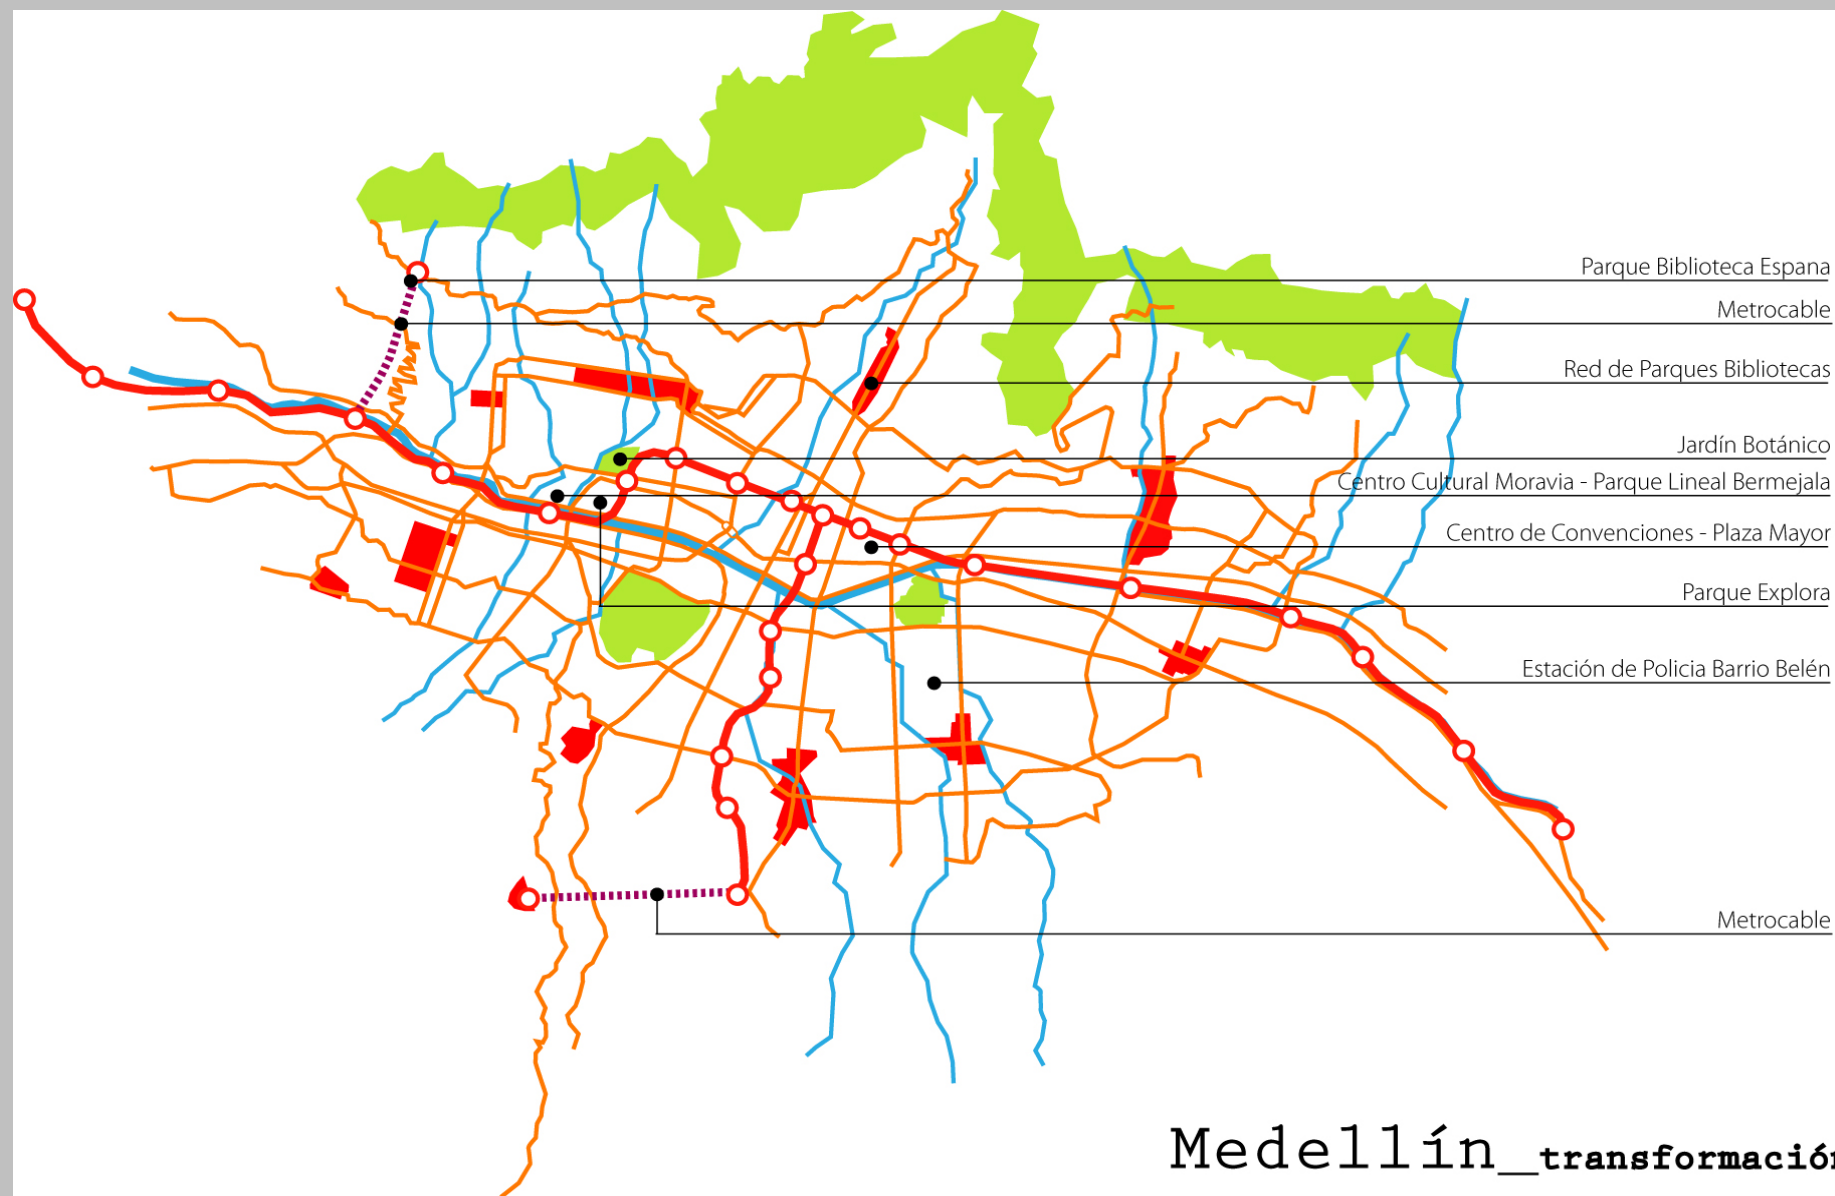 Parque Biblioteca Espana
Metrocable
Red de Parques Bibliotecas
Jardín Botánico
Centro Cultural Moravia - Parque Lineal Bermejala
Centro de Convenciones - Plaza Mayor
Parque Explora
Estación de Policia Barrio Belén
Metrocable
Medellín_transformación